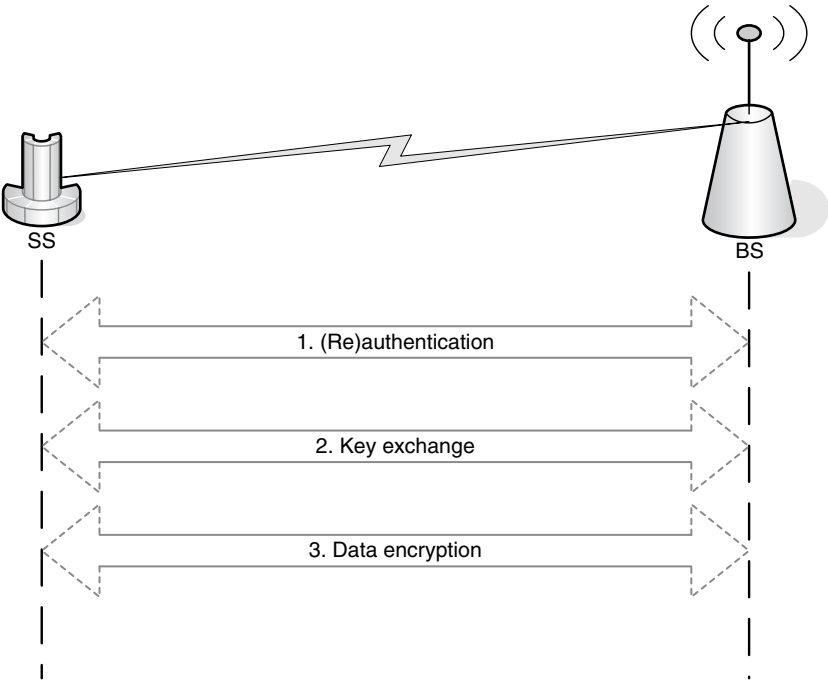 SS
BS
1. (Re)authentication
2. Key exchange
3. Data encryption